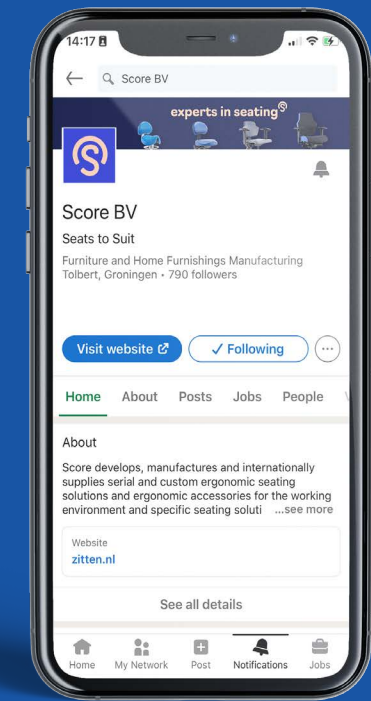 14:17
Score BV
experts in seating
Score BV
Seats to Suit
Furniture and Home Furnishings Manufacturing
Tolbert, Groningen • 790 followers
Visit website
Following
Home About Posts Jobs People
About
Score develops, manufactures and internationally
supplies serial and custom ergonomic seating
solutions and ergonomic accessories for the working
environment and specific seating soluti ...see more
Website
zitten.nl
See all details
Home My Network Post Notifications Jobs